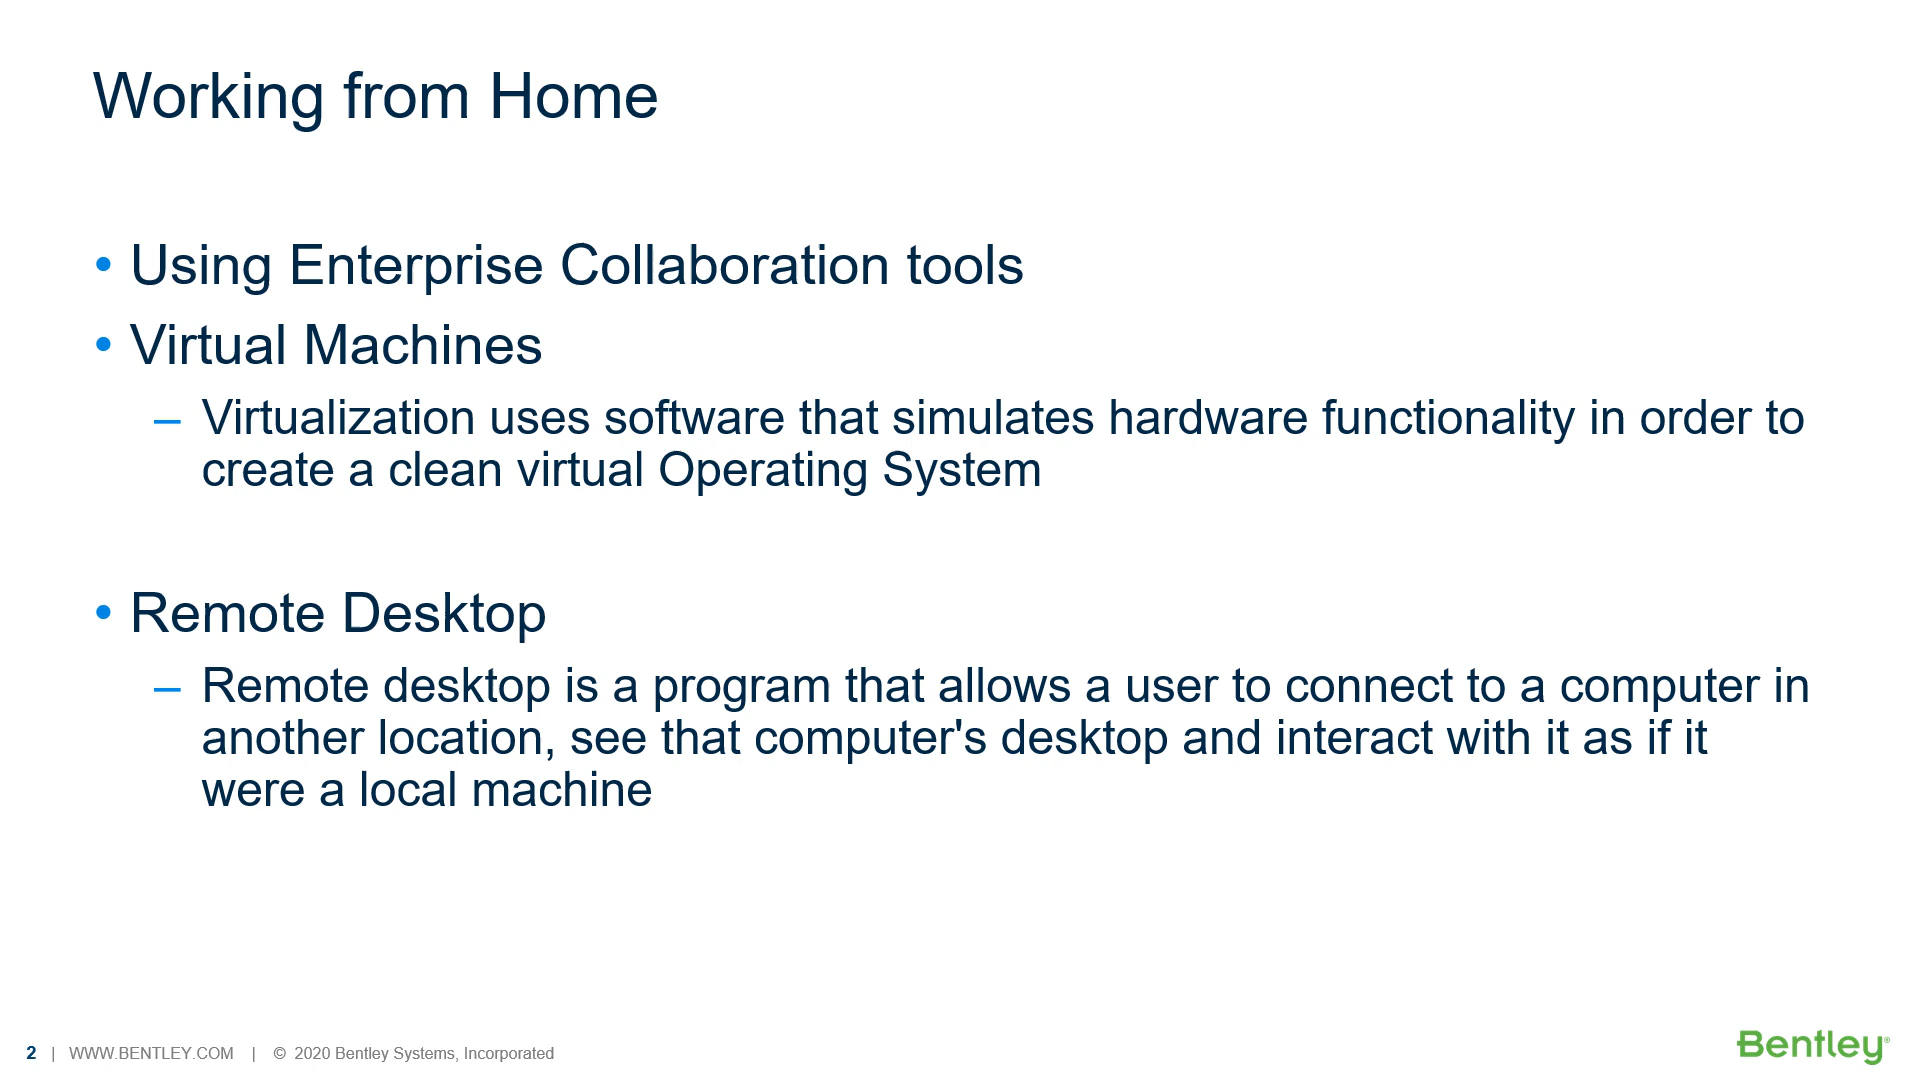 Working from Home
• Using Enterprise Collaboration tools
• Virtual Machines
– Virtualization uses software that simulates hardware functionality in order to
create a clean virtual Operating System
• Remote Desktop
– Remote desktop is a program that allows a user to connect to a computer in
another location, see that computer's desktop and interact with it as if it
were a local machine
2 | WWW.BENTLEY.COM | © 2020 Bentley Systems, Incorporated
Bentley®